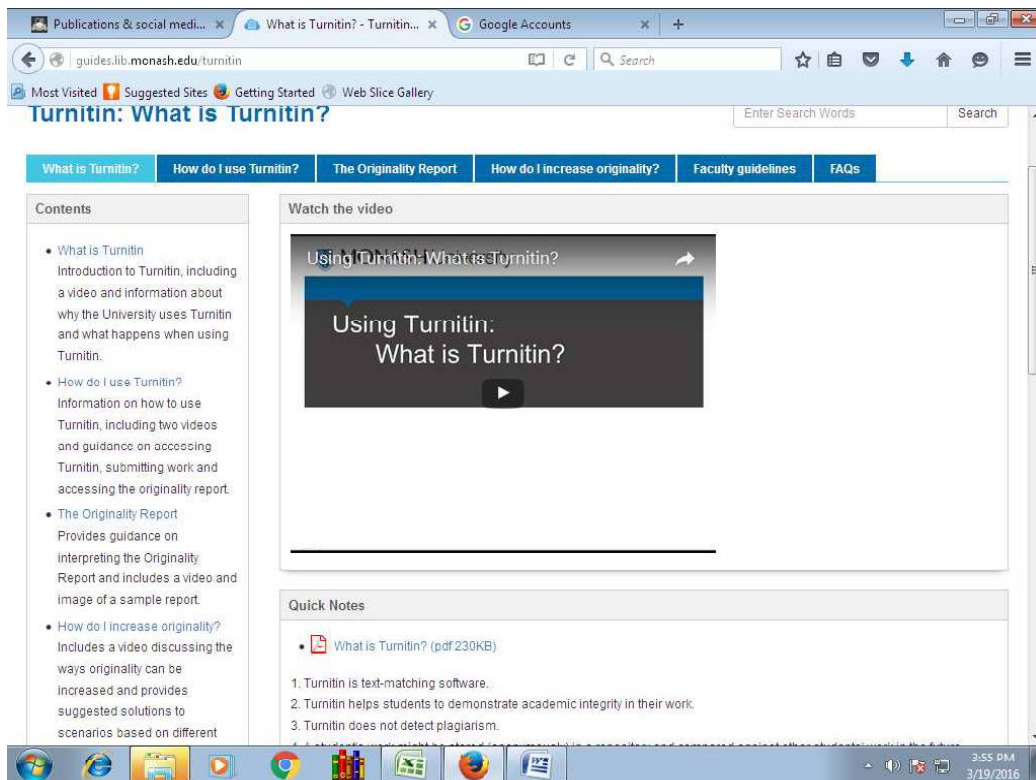 Publications & social medi...
What is Turnitin? - Turnitin...
Google Accounts
guides.lib.monash.edu/turnitin
Search
Most Visited Suggested Sites Getting Started Web Slice Gallery
Turnitin: What is Turnitin?
Enter Search Words Search
What is Turnitin? How do I use Turnitin? The Originality Report How do I increase originality? Faculty guidelines FAQs
Contents
What is Turnitin
Introduction to Turnitin, including
a video and information about
why the University uses Turnitin
and what happens when using
Turnitin.
How do I use Turnitin?
Information on how to use
Turnitin, including two videos
and guidance on accessing
Turnitin, submitting work and
accessing the originality report.
The Originality Report
Provides guidance on
interpreting the Originality
Report and includes a video and
image of a sample report.
How do I increase originality?
Includes a video discussing the
ways originality can be
increased and provides
suggested solutions to
scenarios based on different
Watch the video
MONASH University
Using Turnitin: What is Turnitin?
Using Turnitin:
What is Turnitin?
Quick Notes
What is Turnitin? (pdf 230KB)
1. Turnitin is text-matching software.
2. Turnitin helps students to demonstrate academic integrity in their work.
3. Turnitin does not detect plagiarism.
3:55 PM
3/19/2016